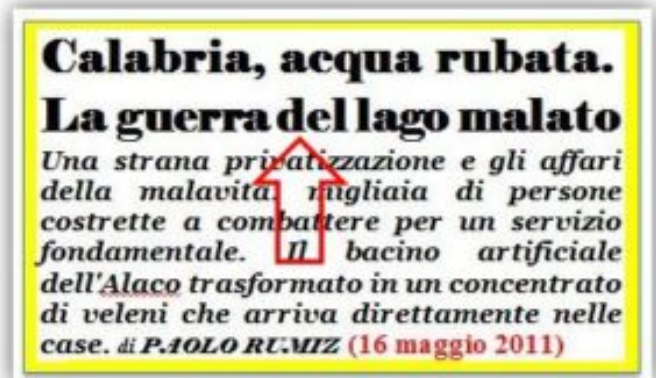 Calabria, acqua rubata.
La guerra del lago malato
Una strana privatizzazione e gli affari
della malavita. migliaia di persone
costrette a combattere per un servizio
fondamentale. Il bacino artificiale
dell'Alaco trasformato in un concentrato
di veleni che arriva direttamente nelle
case. di PAOLO RUMIZ (16 maggio 2011)